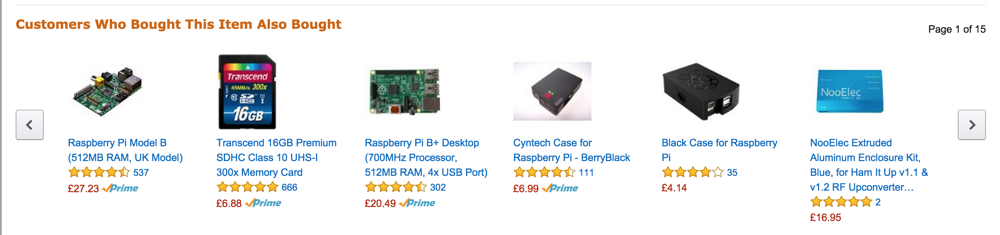 Customers Who Bought This Item Also Bought
Page 1 of 15
Transcend
45MB/s 300x
LOCK
10
SD HC I
16GB
NooElec
Raspberry Pi Model B
(512MB RAM, UK Model)
537
£27.23 Prime
Transcend 16GB Premium
SDHC Class 10 UHS-I
300x Memory Card
666
£6.88 Prime
Raspberry Pi B+ Desktop
(700MHz Processor,
512MB RAM, 4x USB Port)
302
£20.49 Prime
Cyntech Case for
Raspberry Pi - BerryBlack
111
£6.99 Prime
Black Case for Raspberry
Pi
35
£4.14
NooElec Extruded
Aluminum Enclosure Kit,
Blue, for Ham It Up v1.1 &
v1.2 RF Upconverter...
2
£16.95